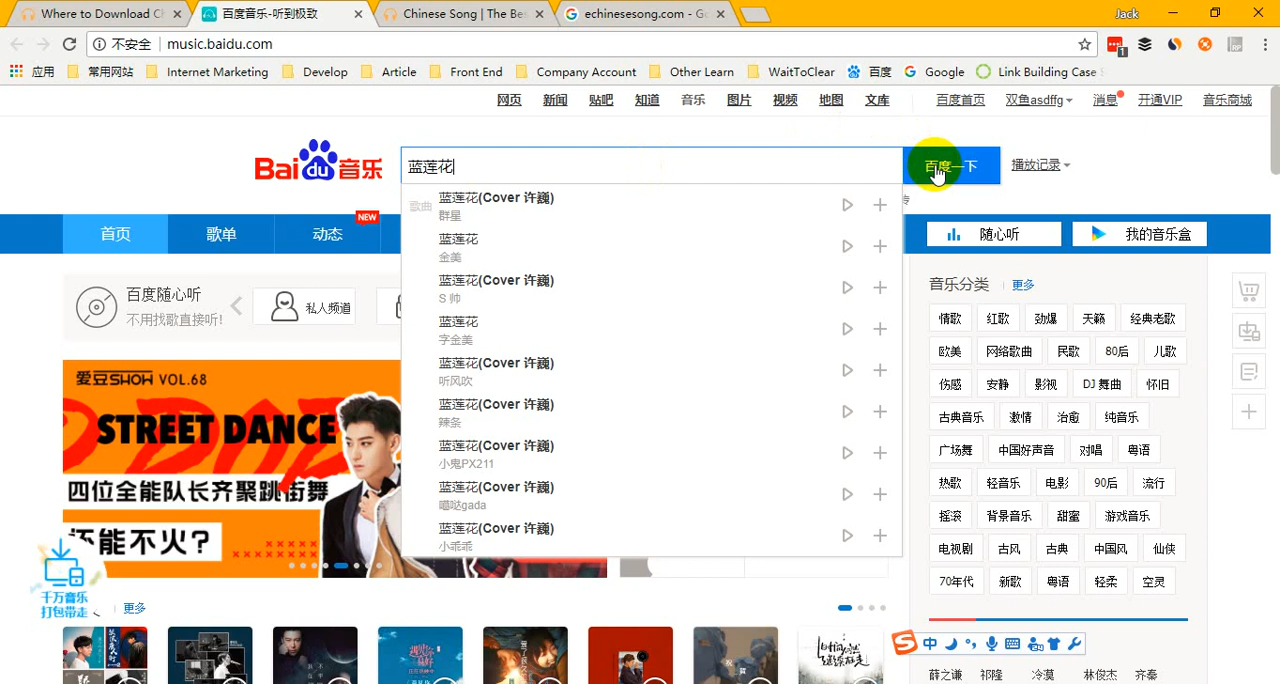 Where to Download Ch
百度音乐-听到极致
Chinese Song | The Bes
echinesesong.com - Go
Jack
不安全
music.baidu.com
1
应用
常用网站
Internet Marketing
Develop
Article
Front End
Company Account
Other Learn
WaitToClear
百度
Google
Link Building Case
网页 新闻 贴吧 知道 音乐 图片 视频 地图 文库
百度首页 双鱼asdffg 消息 开通VIP 音乐商城
Bai du 音乐
蓝莲花
百度一下
播放记录
歌曲
蓝莲花(Cover 许巍)
群星
蓝莲花
金美
蓝莲花(Cover 许巍)
S 帅
蓝莲花
字金美
蓝莲花(Cover 许巍)
听风吹
蓝莲花(Cover 许巍)
辣条
蓝莲花(Cover 许巍)
小鬼PX211
蓝莲花(Cover 许巍)
喵哒gada
蓝莲花(Cover 许巍)
小乖乖
首页
歌单
动态
NEW
随心听
我的音乐盒
百度随心听
不用找歌直接听!
私人频道
爱豆SHOW VOL.68
STREET DANCE
四位全能队长齐聚跳街舞
还能不火?
千万音乐
打包带走
更多
音乐分类
更多
情歌 红歌 劲爆 天籁 经典老歌
欧美 网络歌曲 民歌 80后 儿歌
伤感 安静 影视 DJ 舞曲 怀旧
古典音乐 激情 治愈 纯音乐
广场舞 中国好声音 对唱 粤语
热歌 轻音乐 电影 90后 流行
摇滚 背景音乐 甜蜜 游戏音乐
电视剧 古风 古典 中国风 仙侠
70年代 新歌 粤语 轻柔 空灵
中
薛之谦 祁隆 冷漠 林俊杰 齐秦